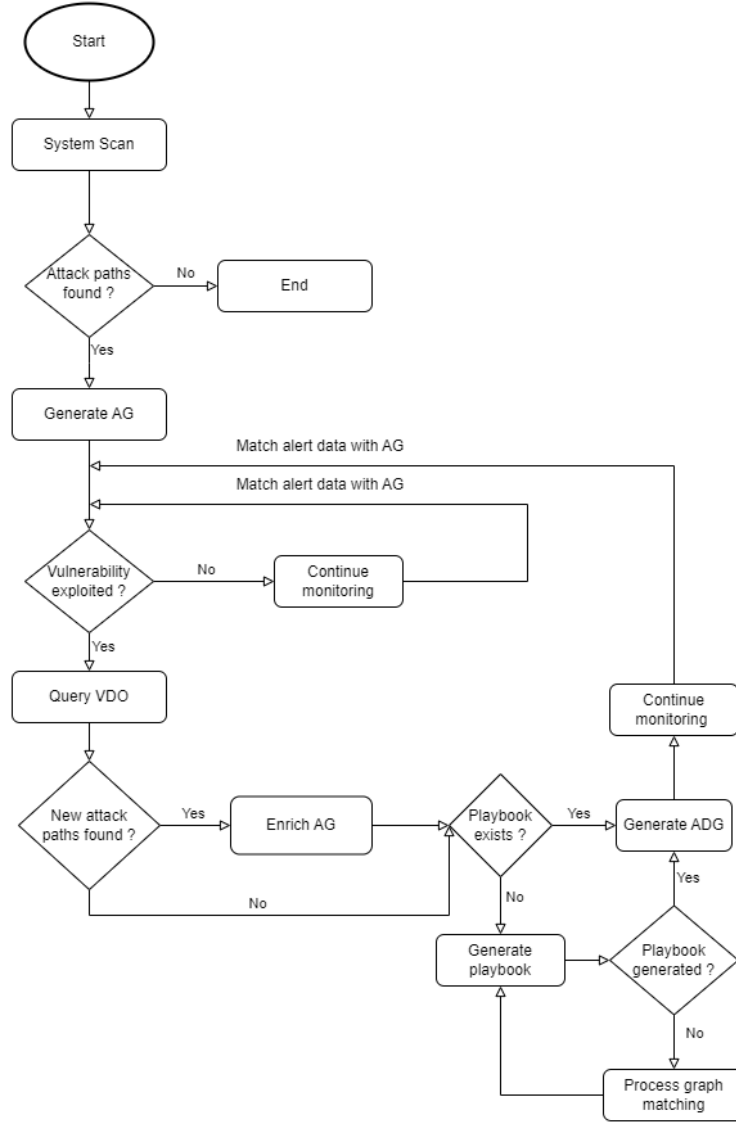 Start
System Scan
Attack paths
found ?
No
End
Yes
Generate AG
Match alert data with AG
Match alert data with AG
Vulnerability
exploited ?
No
Continue
monitoring
Yes
Query VDO
Continue
monitoring
New attack
paths found ?
Yes
Enrich AG
Playbook
exists ?
Yes
Generate ADG
No
No
Yes
Generate
playbook
Playbook
generated ?
No
Process graph
matching